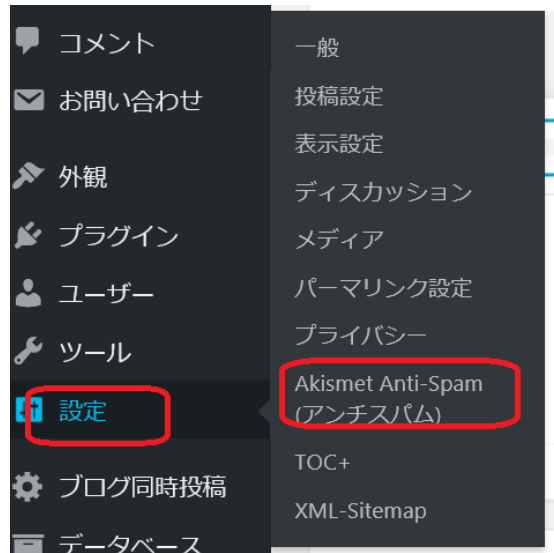 コメント
お問い合わせ
外観
プラグイン
ユーザー
ツール
設定
ブログ同時投稿
データベース
一般
投稿設定
表示設定
ディスカッション
メディア
パーマリンク設定
プライバシー
Akismet Anti-Spam
(アンチスパム)
TOC+
XML-Sitemap